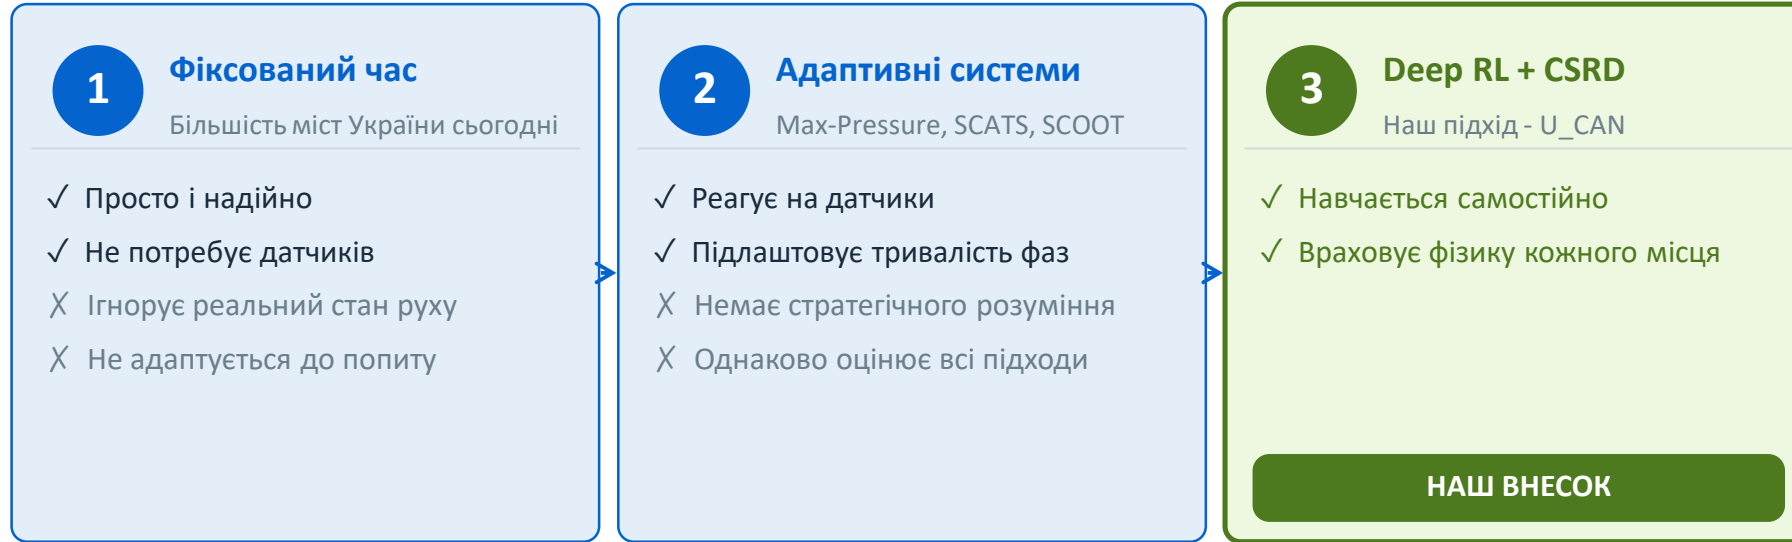 1
Фіксований час
Більшість міст України сьогодні
✓ Просто і надійно
✓ Не потребує датчиків
✗ Ігнорує реальний стан руху
✗ Не адаптується до попиту
2
Адаптивні системи
Max-Pressure, SCATS, SCOOT
✓ Реагує на датчики
✓ Підлаштовує тривалість фаз
✗ Немає стратегічного розуміння
✗ Однаково оцінює всі підходи
3
Deep RL + CSRD
Наш підхід - U_CAN
✓ Навчається самостійно
✓ Враховує фізику кожного місця
НАШ ВНЕСОК